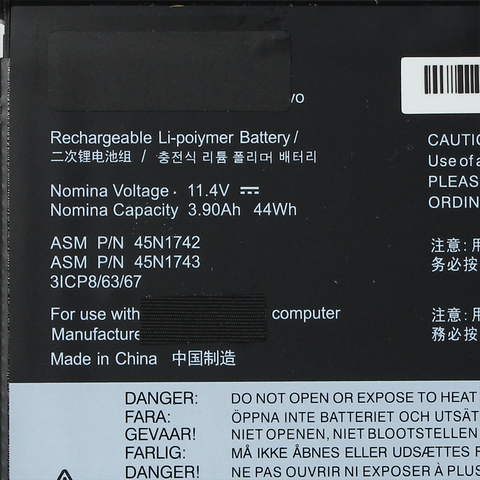 /o
Rechargeable Li-poiymer Battery /
二次锂电池组 / 충전식 리튬 폴리머 배터리
Nomina Voltage · 11.4V
Nomina Capacity 3.90Ah 44Wh
ASM P/N 45N1742
ASM P/N 45N1743
3ICP8/63/67
For use with computer
Manufacture
Made in China 中国制造
CAUTIO
Use of a
PLEAS
ORDIN
注意: 用
务必按
注意: 用
務必按
DANGER: DO NOT OPEN OR EXPOSE TO HEAT
FARA: ÖPPNA INTE BATTERIET OCH UTSÄT
GEVAAR! NIET OPENEN, NIET BLOOTSTELLEN
FARLIG: MÅ IKKE ÅBNES ELLER UDSÆTTES F
DANGER! NE PAS OUVRIR NI EXPOSER À PLUS